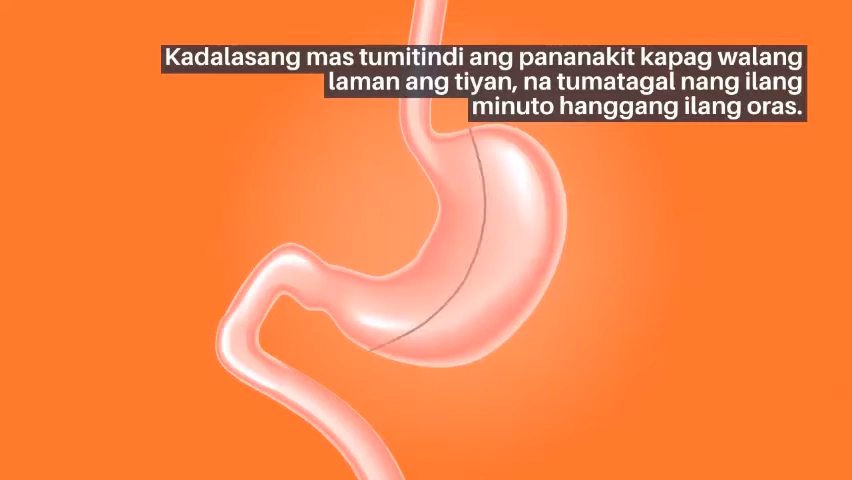 Kadalasang mas tumitindi ang pananakit kapag walang
laman ang tiyan, na tumatagal nang ilang
minuto hanggang ilang oras.